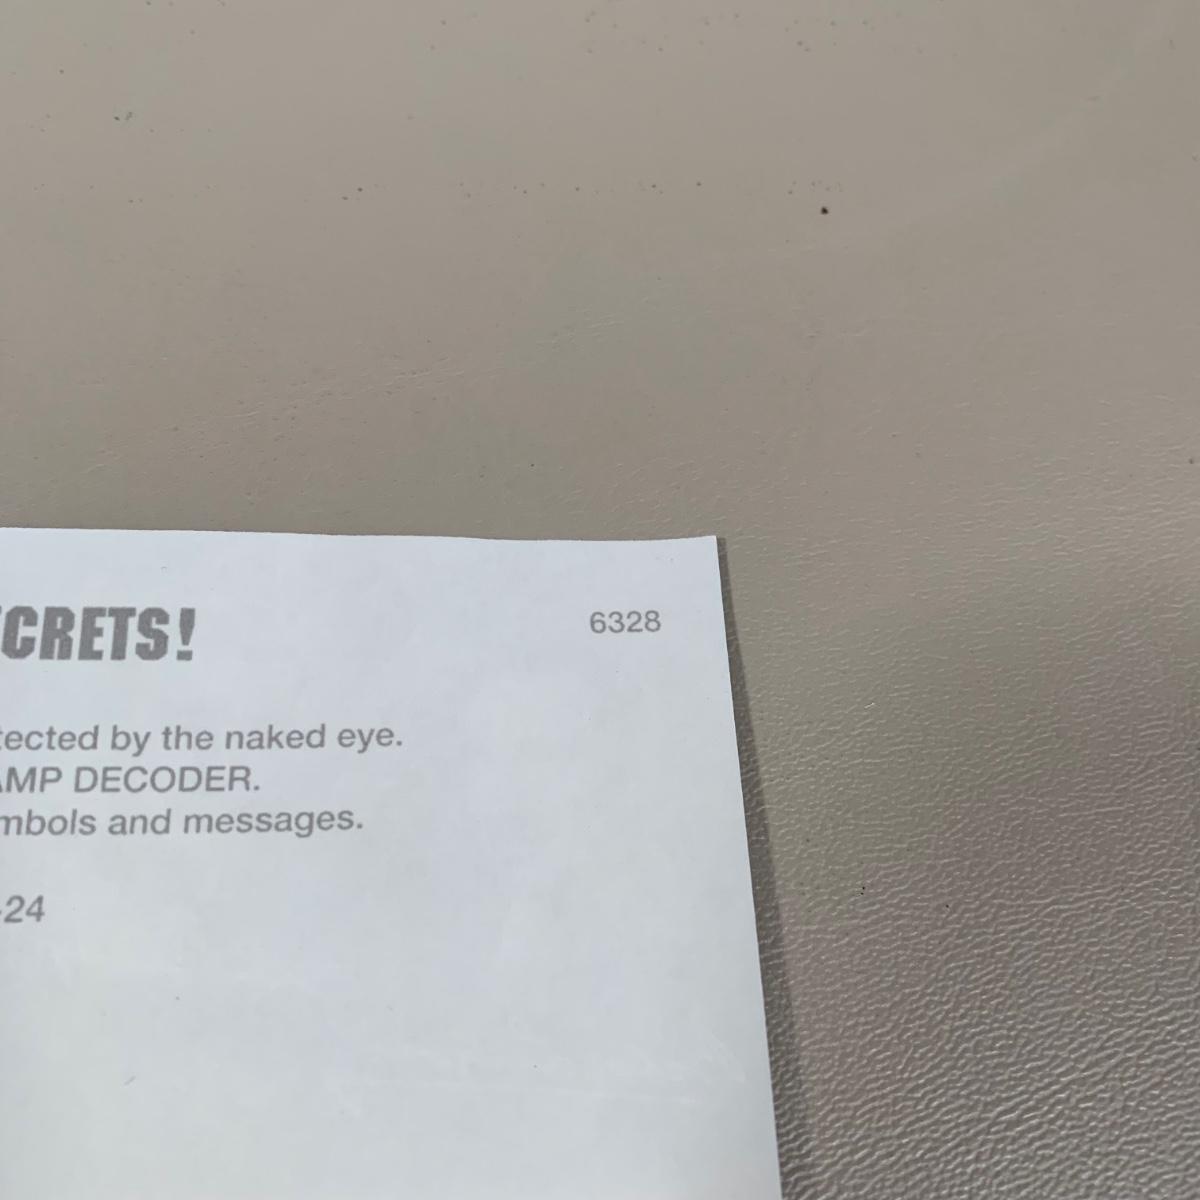 CRETS!
6328
tected by the naked eye.
AMP DECODER.
mbols and messages.
-24